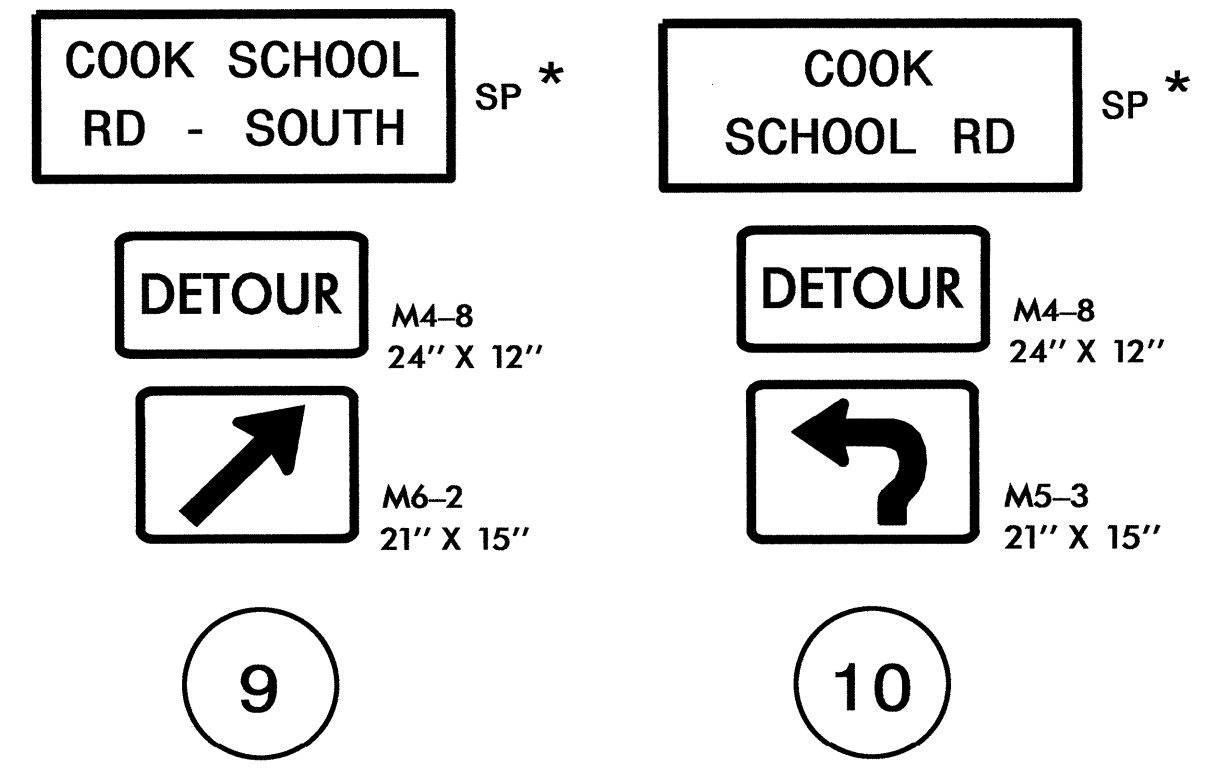 COOK SCHOOL
RD - SOUTH
SP *
DETOUR
M4–8
24" X 12"
M6–2
21" X 15"
9
COOK
SCHOOL RD
SP *
DETOUR
M4–8
24" X 12"
M5–3
21" X 15"
10